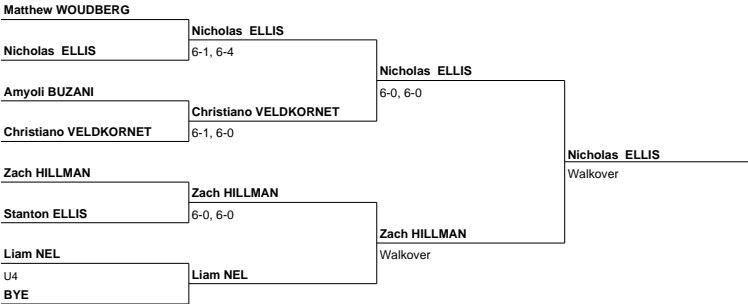 Matthew WOUDBERG
Nicholas ELLIS
6-1, 6-4
Nicholas ELLIS
Nicholas ELLIS
6-0, 6-0
Amyoli BUZANI
Christiano VELDKORNET
6-1, 6-0
Christiano VELDKORNET
Nicholas ELLIS
Walkover
Zach HILLMAN
Zach HILLMAN
6-0, 6-0
Stanton ELLIS
Zach HILLMAN
Walkover
Liam NEL
U4
Liam NEL
BYE